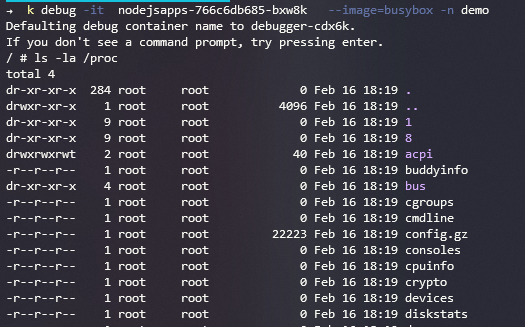 → k debug -it nodejsapps-766c6db685-bxw8k --image=busybox -n demo
Defaulting debug container name to debugger-cdx6k.
If you don't see a command prompt, try pressing enter.
/ # ls -la /proc
total 4
dr-xr-xr-x 284 root root 0 Feb 16 18:19 .
drwxr-xr-x 1 root root 4096 Feb 16 18:19 ..
dr-xr-xr-x 9 root root 0 Feb 16 18:19 1
dr-xr-xr-x 9 root root 0 Feb 16 18:19 8
drwxrwxrwt 2 root root 40 Feb 16 18:19 acpi
-r--r--r-- 1 root root 0 Feb 16 18:19 buddyinfo
dr-xr-xr-x 4 root root 0 Feb 16 18:19 bus
-r--r--r-- 1 root root 0 Feb 16 18:19 cgroups
-r--r--r-- 1 root root 0 Feb 16 18:19 cmdline
-r--r--r-- 1 root root 22223 Feb 16 18:19 config.gz
-r--r--r-- 1 root root 0 Feb 16 18:19 consoles
-r--r--r-- 1 root root 0 Feb 16 18:19 cpuinfo
-r--r--r-- 1 root root 0 Feb 16 18:19 crypto
-r--r--r-- 1 root root 0 Feb 16 18:19 devices
-r--r--r-- 1 root root 0 Feb 16 18:19 diskstats